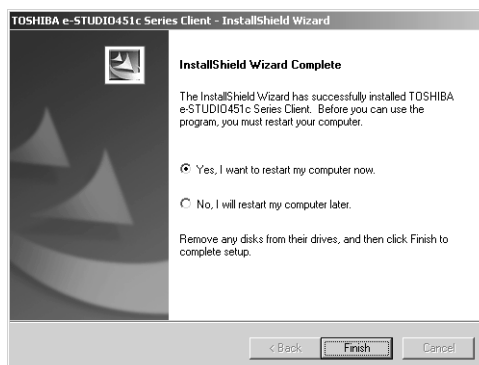 TOSHIBA e-STUDIO451c Series Client - InstallShield Wizard
InstallShield Wizard Complete
The InstallShield Wizard has successfully installed TOSHIBA
e-STUDIO451c Series Client. Before you can use the
program, you must restart your computer.
Yes, I want to restart my computer now.
No, I will restart my computer later.
Remove any disks from their drives, and then click Finish to
complete setup.
< Back
Finish
Cancel